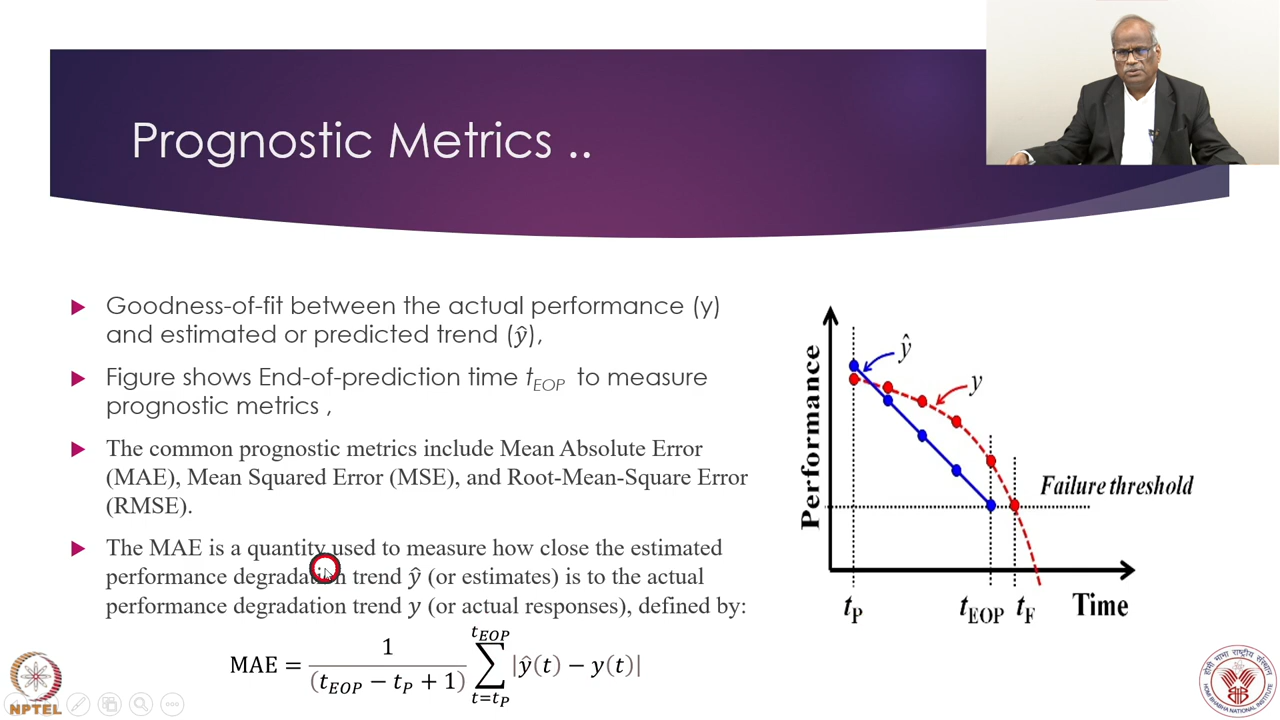 Prognostic Metrics ..
Goodness-of-fit between the actual performance (y)
and estimated or predicted trend (ŷ),
Figure shows End-of-prediction time t_EOP to measure
prognostic metrics ,
The common prognostic metrics include Mean Absolute Error
(MAE), Mean Squared Error (MSE), and Root-Mean-Square Error
(RMSE).
The MAE is a quantity used to measure how close the estimated
performance degradation trend ŷ (or estimates) is to the actual
performance degradation trend y (or actual responses), defined by:
MAE = 1/(t_EOP − t_P + 1) ∑_{t=t_P}^{t_EOP} |ŷ(t) − y(t)|
Performance
ŷ
y
Failure threshold
t_P
t_EOP
t_F
Time
NPTEL
HOMI BHABHA NATIONAL INSTITUTE